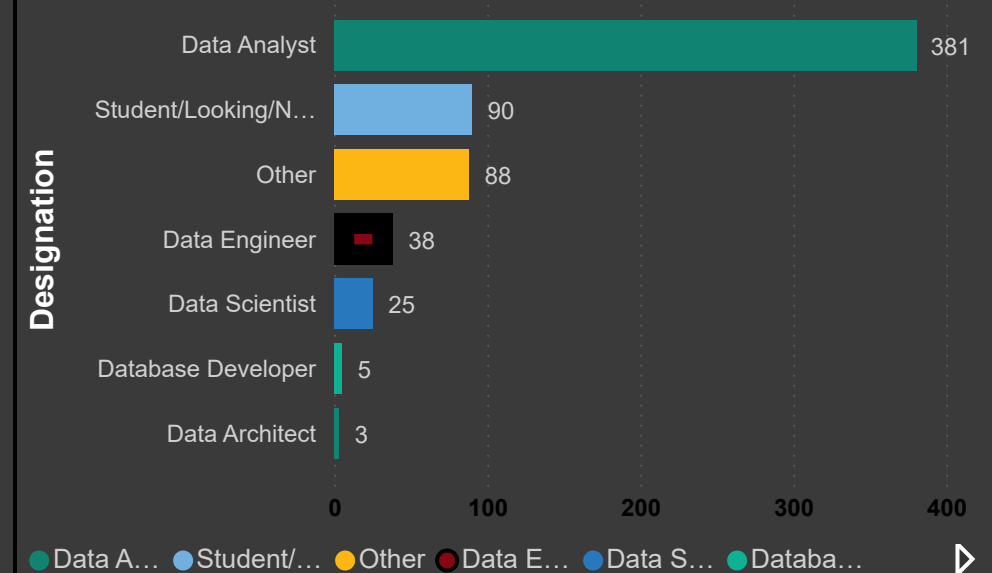 Designation
Data Analyst 381
Student/Looking/N… 90
Other 88
Data Engineer 38
Data Scientist 25
Database Developer 5
Data Architect 3
0 100 200 300 400
Data A… Student/… Other Data E… Data S… Databa…